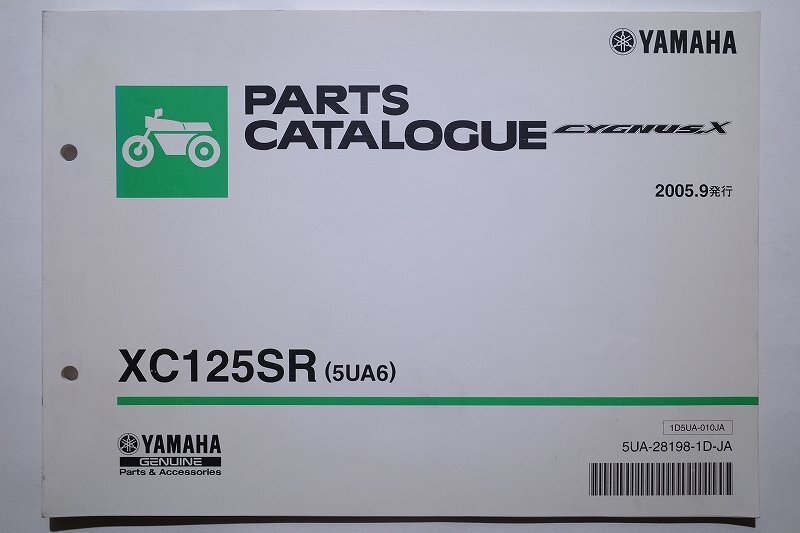 YAMAHA
PARTS
CATALOGUE CYGNUS X
2005.9発行
XC125SR (5UA6)
1D5UA-010JA
YAMAHA
GENUINE
Parts & Accessories
5UA-28198-1D-JA